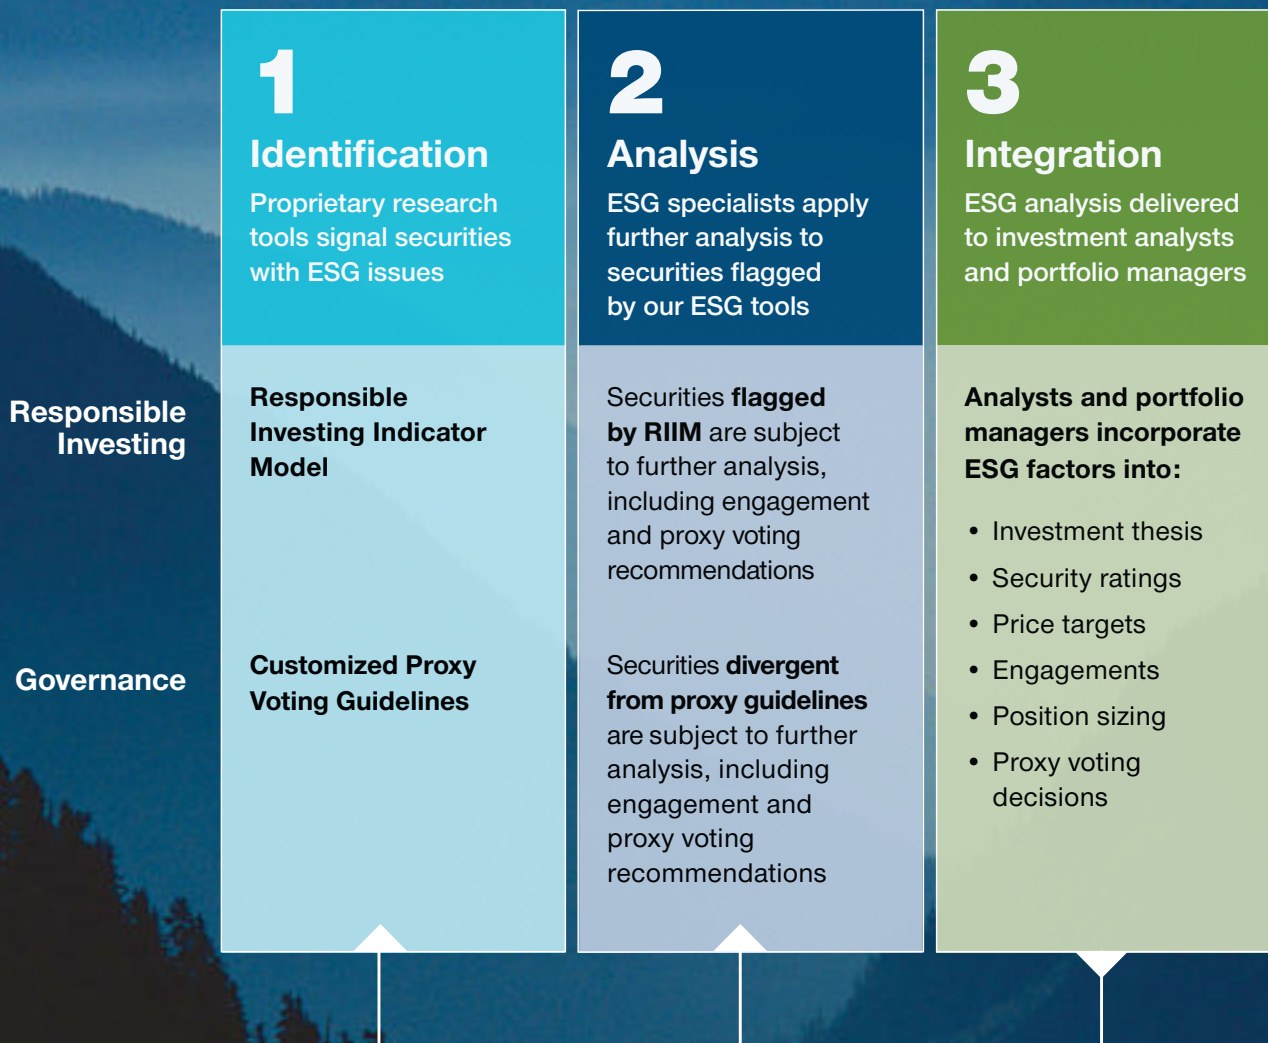 1
Identification
Proprietary research
tools signal securities
with ESG issues
2
Analysis
ESG specialists apply
further analysis to
securities flagged
by our ESG tools
3
Integration
ESG analysis delivered
to investment analysts
and portfolio managers
Responsible
Investing
Responsible
Investing Indicator
Model
Securities flagged
by RIIM are subject
to further analysis,
including engagement
and proxy voting
recommendations
Analysts and portfolio
managers incorporate
ESG factors into:
• Investment thesis
• Security ratings
• Price targets
• Engagements
• Position sizing
• Proxy voting
decisions
Governance
Customized Proxy
Voting Guidelines
Securities divergent
from proxy guidelines
are subject to further
analysis, including
engagement and
proxy voting
recommendations